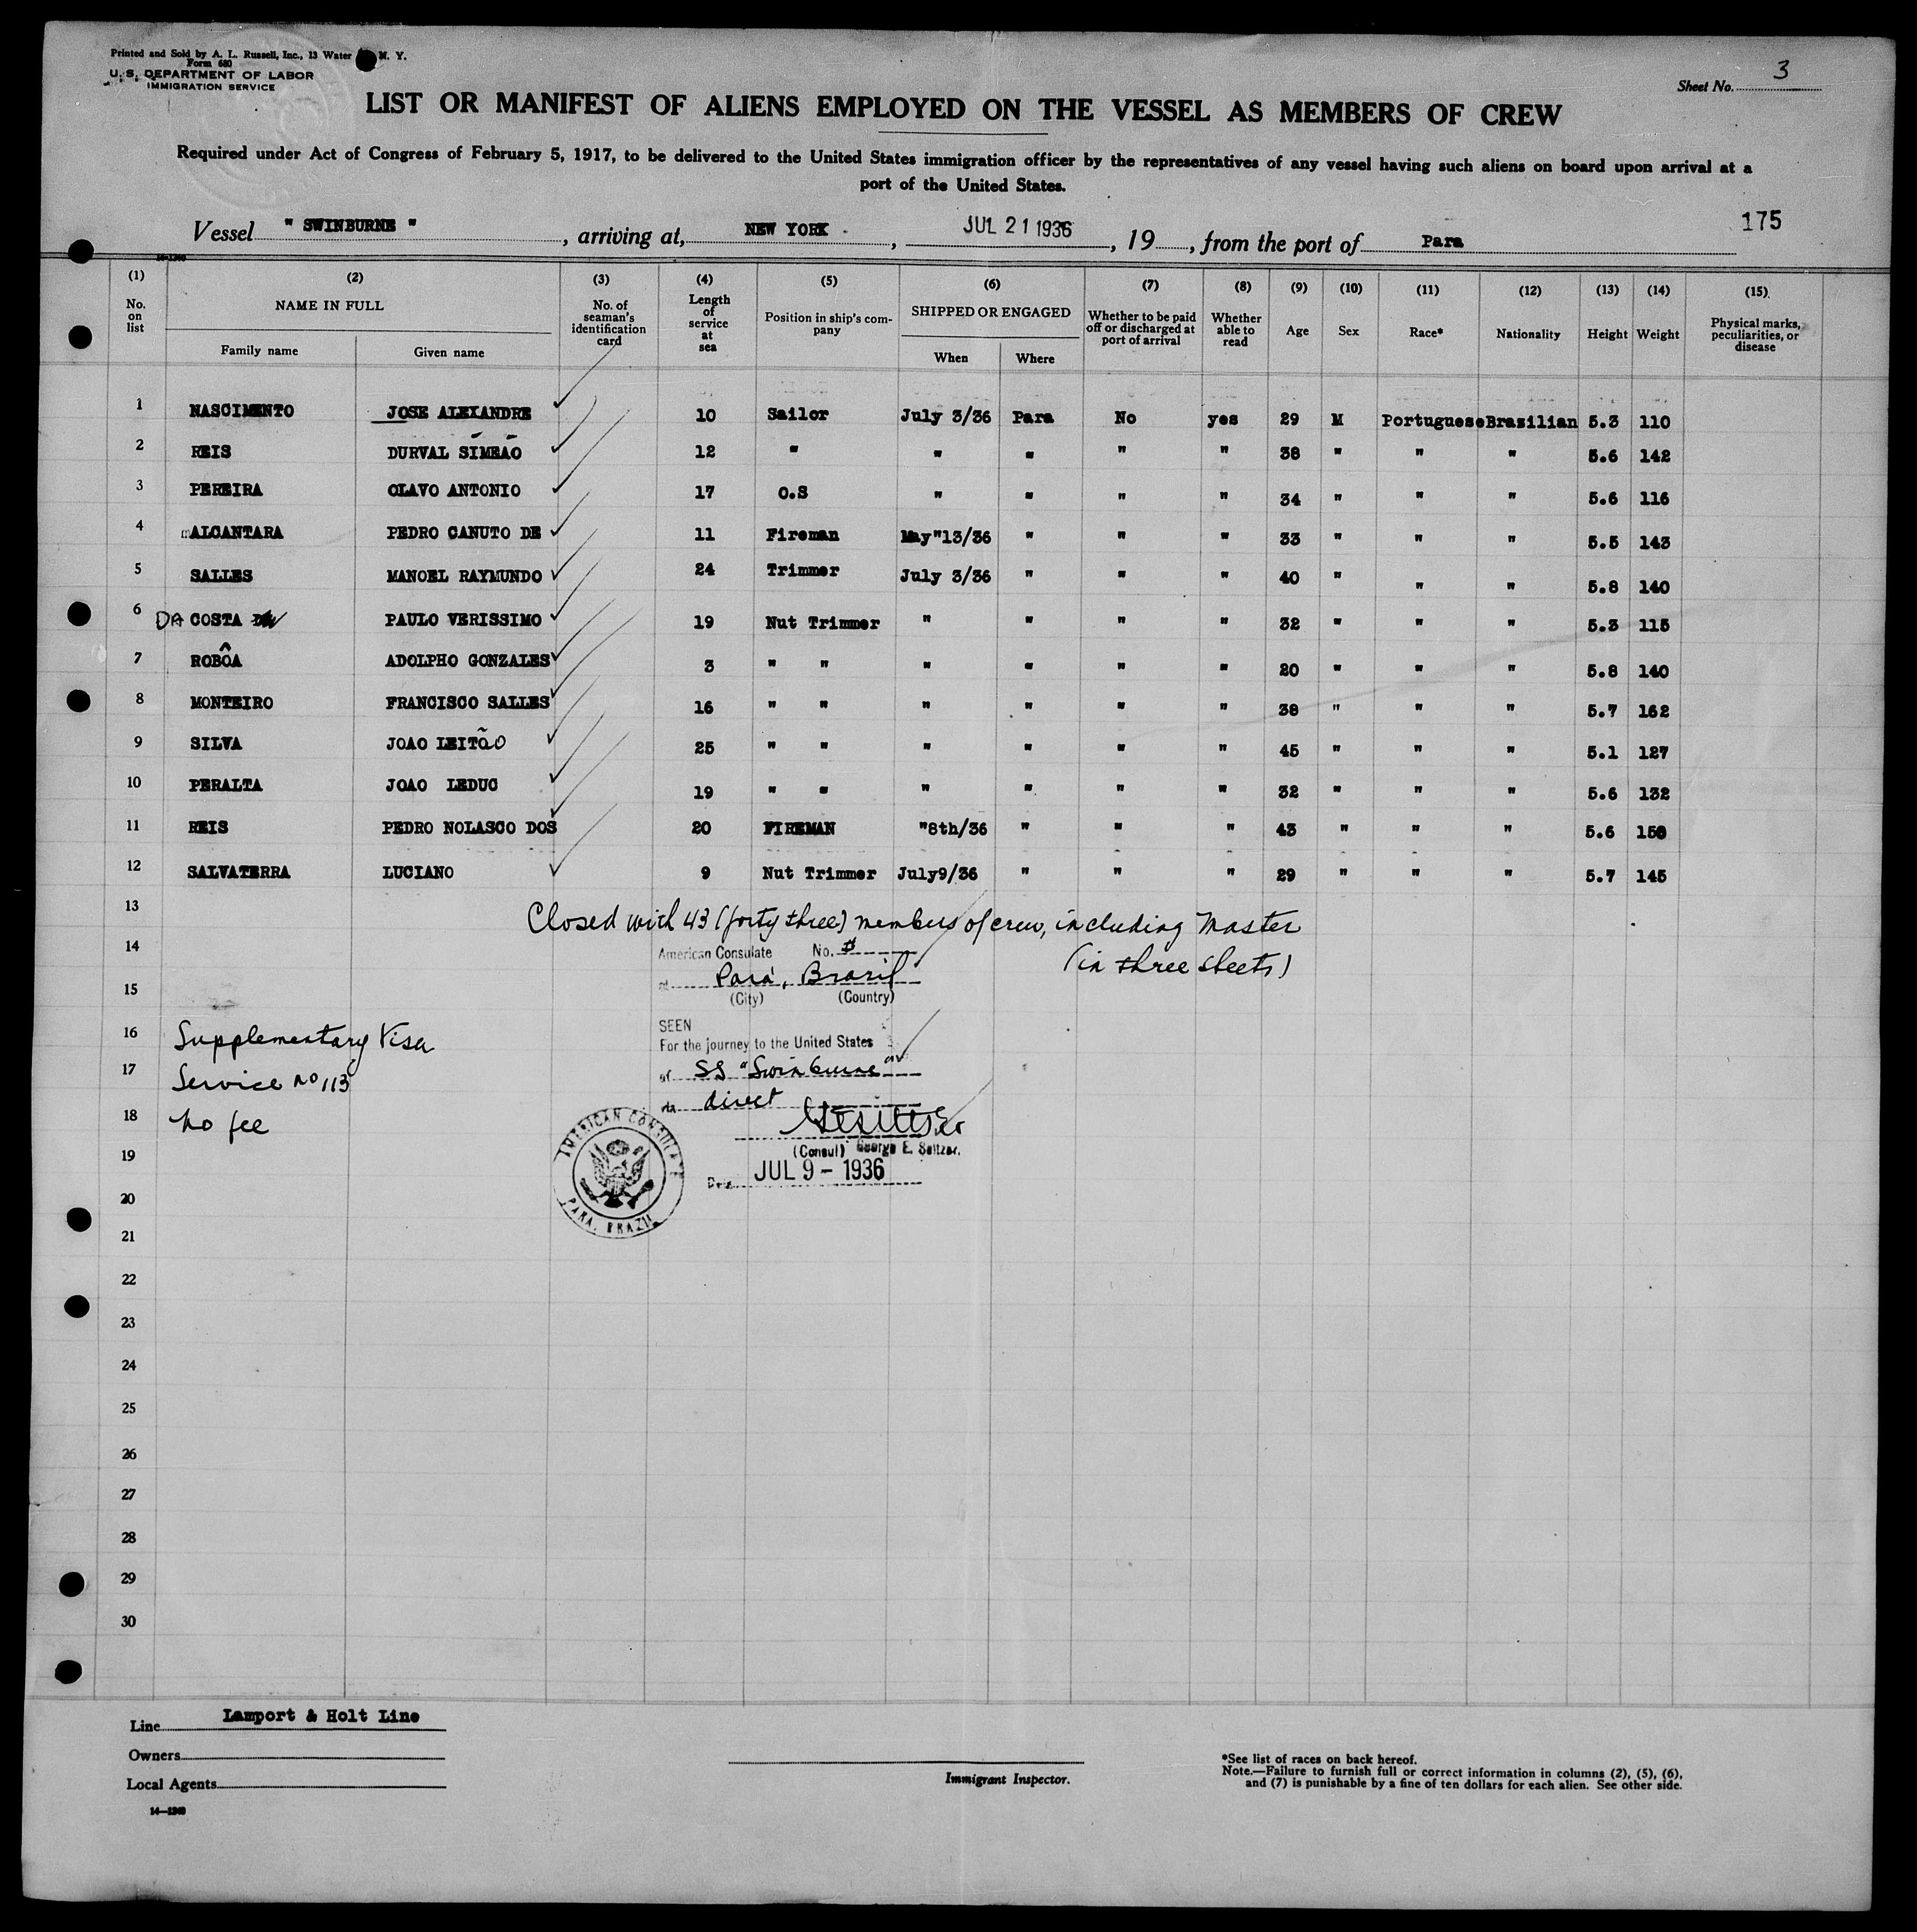 Printed and Sold by A. L. Russell, Inc., 13 Water N. Y.
Form 680
U. S. DEPARTMENT OF LABOR
IMMIGRATION SERVICE
Sheet No. 3
LIST OR MANIFEST OF ALIENS EMPLOYED ON THE VESSEL AS MEMBERS OF CREW
Required under Act of Congress of February 5, 1917, to be delivered to the United States immigration officer by the representatives of any vessel having such aliens on board upon arrival at a
port of the United States.
175
Vessel " SWINBURNE ", arriving at, NEW YORK, JUL 21 1936, 19, from the port of Para
(1) (2) (3) (4) (5) (6) (7) (8) (9) (10) (11) (12) (13) (14) (15)
No. on list NAME IN FULL Family name Given name No. of seaman's identification card Length of service at sea Position in ship's company SHIPPED OR ENGAGED When Where Whether to be paid off or discharged at port of arrival Whether able to read Age Sex Race* Nationality Height Weight Physical marks, peculiarities, or disease
1 NASCIMENTO JOSE ALEXANDRE 10 Sailor July 3/36 Para No yes 29 M Portuguese Brazilian 5.3 110
2 REIS DURVAL SIMEAO 12 " " " " " 38 " " " 5.6 142
3 PEREIRA OLAVO ANTONIO 17 O.S " " " " 34 " " " 5.6 116
4 ALCANTARA PEDRO CANUTO DE 11 Fireman May"13/36 " " " 33 " " " 5.5 143
5 SALLES MANOEL RAYMUNDO 24 Trimmer July 3/36 " " " 40 " " " 5.8 140
6 DA COSTA PAULO VERISSIMO 19 Nut Trimmer " " " " 32 " " " 5.3 115
7 ROBÔA ADOLPHO GONZALES 3 " " " " " " 20 " " " 5.8 140
8 MONTEIRO FRANCISCO SALLES 16 " " " " " " 38 " " " 5.7 162
9 SILVA JOAO LEITÃO 25 " " " " " " 45 " " " 5.1 127
10 PERALTA JOAO LEDUC 19 " " " " " " 32 " " " 5.6 132
11 REIS PEDRO NOLASCO DOS 20 FIREMAN "8th/36 " " " 43 " " " 5.6 150
12 SALVATERRA LUCIANO 9 Nut Trimmer July9/36 " " " 29 " " " 5.7 145
13
Closed with 43 (forty three) members of crew, including Master
14
(in three sheets)
American Consulate No.
at Pará, Brasil
(City) (Country)
15
16
SEEN
For the journey to the United States
of SS "Swinburne"
via direct
Supplementary Visa
17
Service No 113
18
No fee
(Consul) George E. Seltzer.
Date JUL 9 - 1936
AMERICAN CONSULATE
PARA, BRAZIL
19
20
21
22
23
24
25
26
27
28
29
30
Line Lamport & Holt Line
Owners
Local Agents
14—1240
Immigrant Inspector.
*See list of races on back hereof.
Note.—Failure to furnish full or correct information in columns (2), (5), (6),
and (7) is punishable by a fine of ten dollars for each alien. See other side.